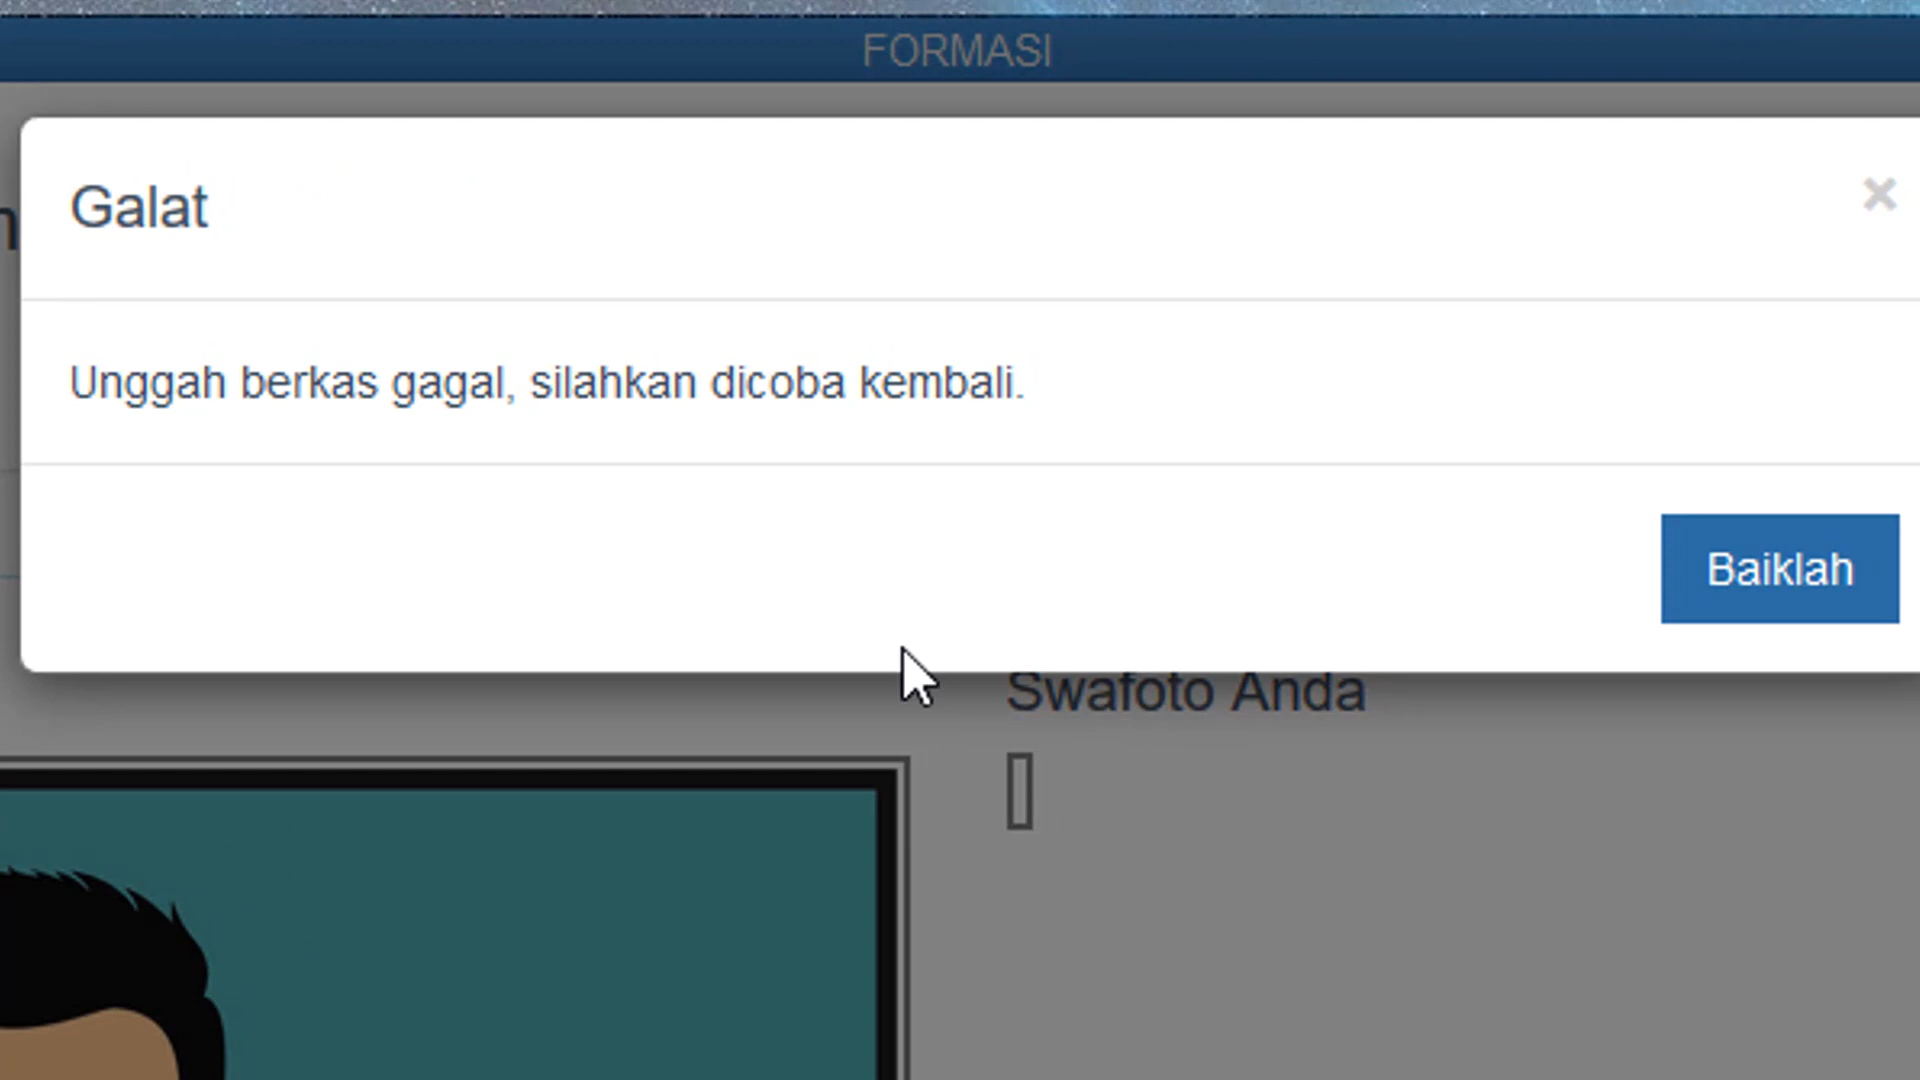 FORMASI
Galat
×
Unggah berkas gagal, silahkan dicoba kembali.
Baiklah
Swafoto Anda